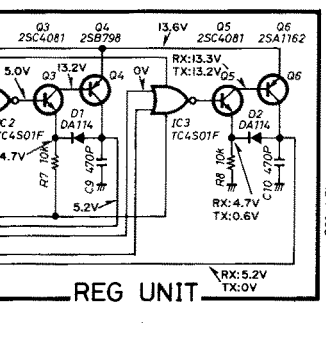 Q3 Q4 13.6V Q5 Q6
2SC4081 2SB798 2SC4081 2SA1162
RX:13.3V
TX:13.2V
5.0V 13.2V 0V
Q3 Q4 Q5 Q6
D1 D2
DA114 DA114
IC3
TC4S01F
C4S01F
4.7V
R7 10k C9 470P R8 10k C10 470P
5.2V
RX:4.7V
TX:0.6V
RX:5.2V
TX:0V
REG UNIT